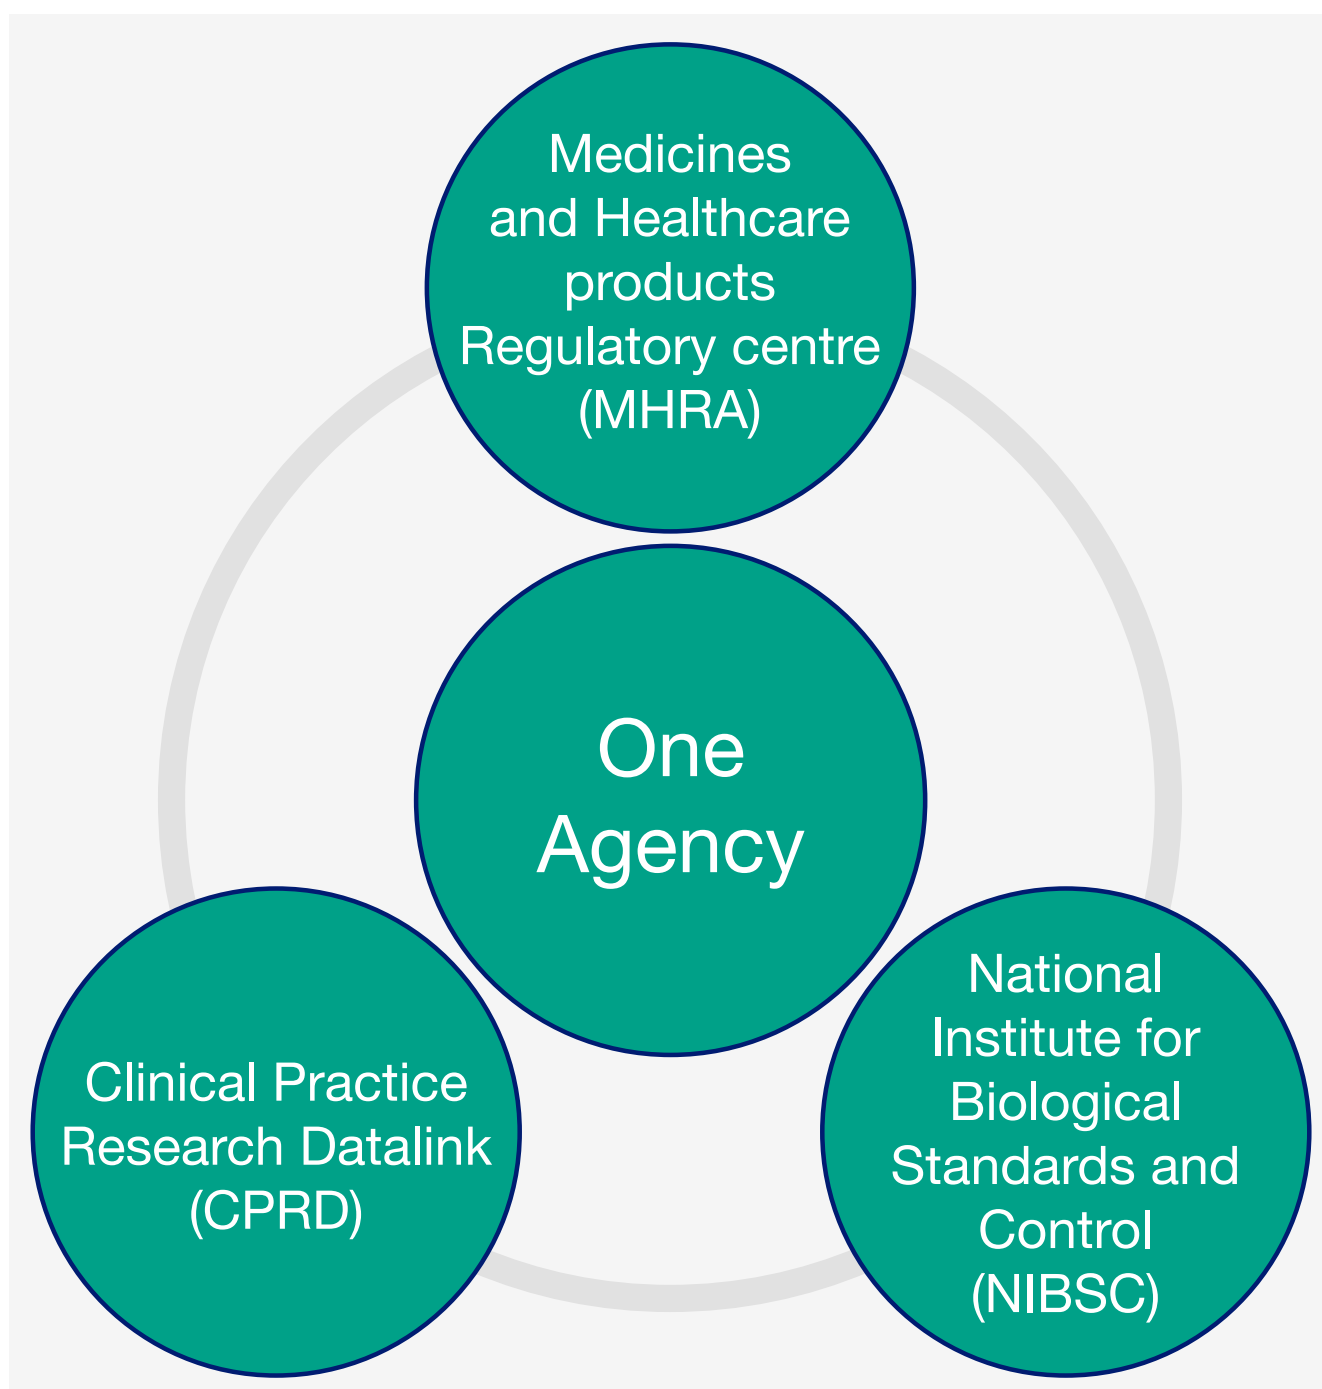 Medicines
and Healthcare
products
Regulatory centre
(MHRA)
One
Agency
Clinical Practice
Research Datalink
(CPRD)
National
Institute for
Biological
Standards and
Control
(NIBSC)